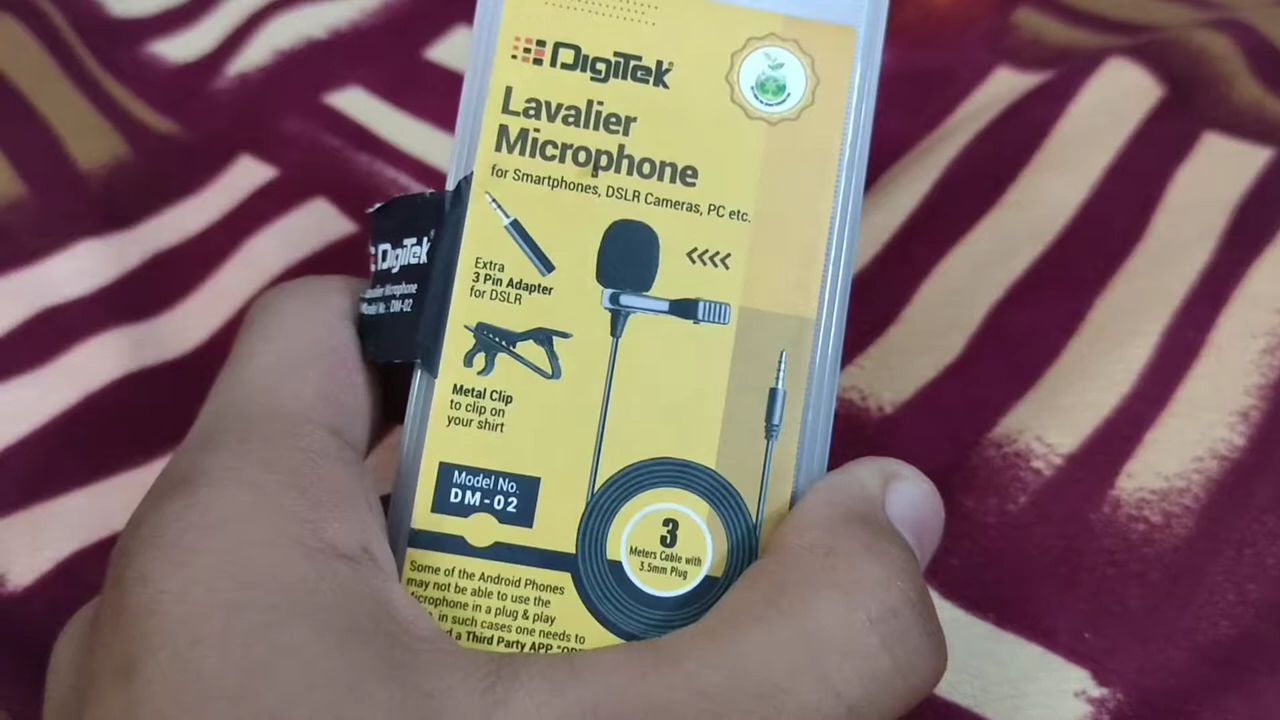 DigiTek
Lavalier
Microphone
for Smartphones, DSLR Cameras, PC etc.
DigiTek
Lavalier Microphone
Model No.: DM-02
Extra
3 Pin Adapter
for DSLR
Metal Clip
to clip on
your shirt
Model No.
DM-02
3
Meters Cable with
3.5mm Plug
Some of the Android Phones
may not be able to use the
microphone in a plug & play
in such cases one needs to
a Third Party APP